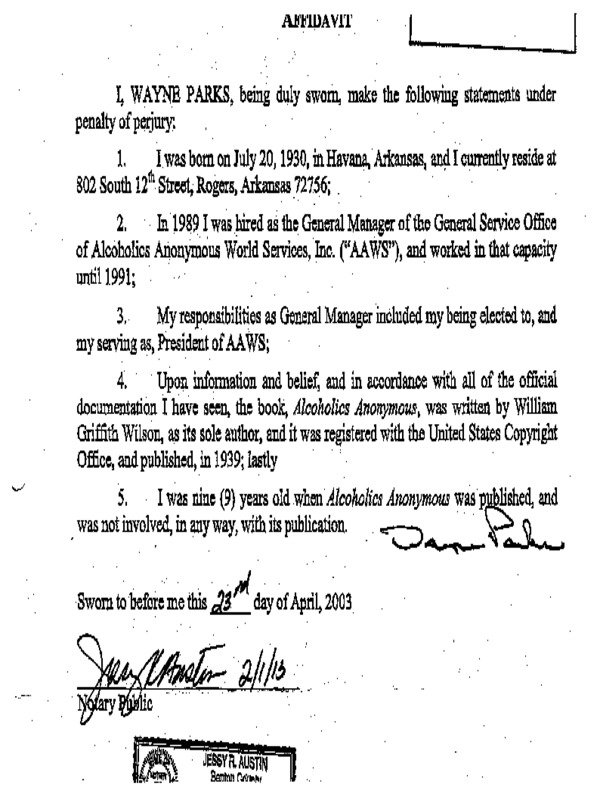 AFFIDAVIT
I, WAYNE PARKS, being duly sworn, make the following statements under
penalty of perjury:
1. I was born on July 20, 1930, in Havana, Arkansas, and I currently reside at
802 South 12th Street, Rogers, Arkansas 72756;
2. In 1989 I was hired as the General Manager of the General Service Office
of Alcoholics Anonymous World Services, Inc. ("AAWS"), and worked in that capacity
until 1991;
3. My responsibilities as General Manager included my being elected to, and
my serving as, President of AAWS;
4. Upon information and belief, and in accordance with all of the official
documentation I have seen, the book, Alcoholics Anonymous, was written by William
Griffith Wilson, as its sole author, and it was registered with the United States Copyright
Office, and published, in 1939; lastly
5. I was nine (9) years old when Alcoholics Anonymous was published, and
was not involved, in any way, with its publication.
Wayne Parks
Sworn to before me this 23rd day of April, 2003
Jessy R Austin 2/1/13
Notary Public
JESSY R. AUSTIN
Benton County